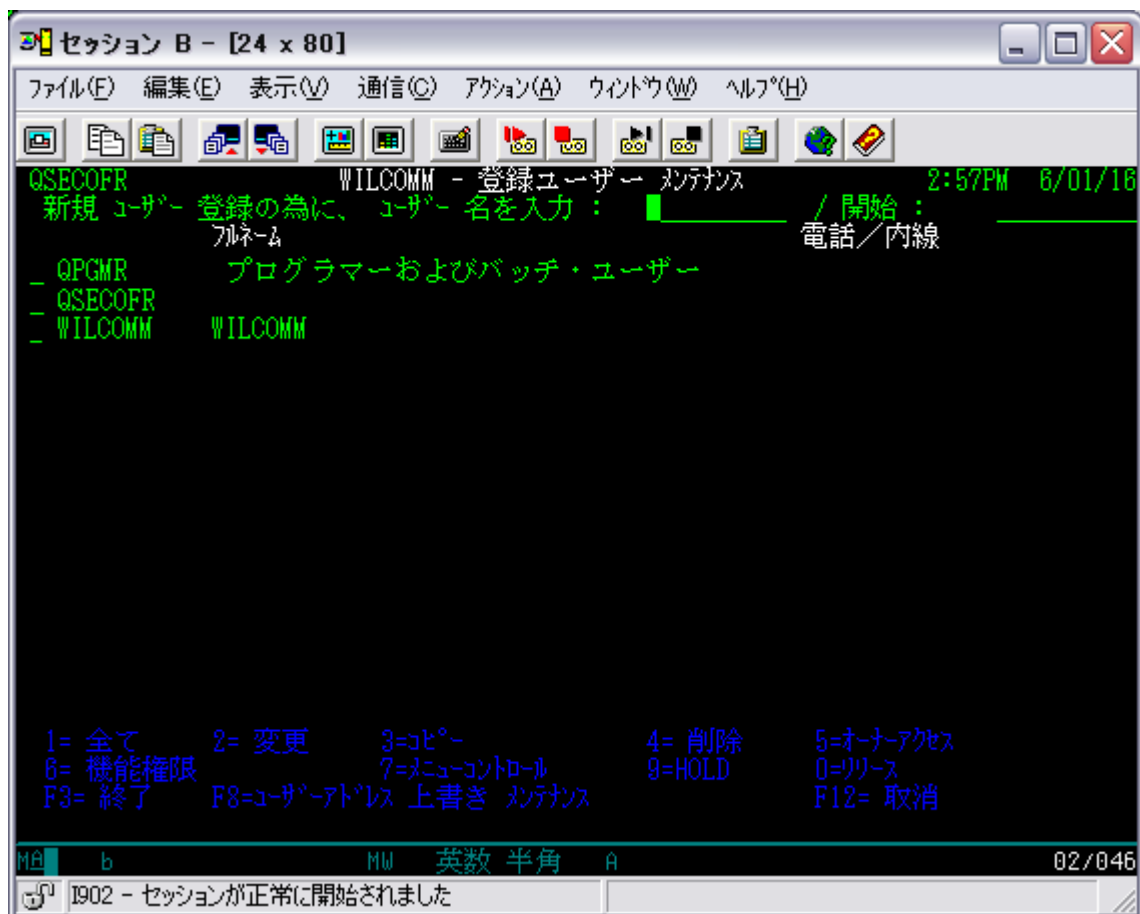 セッション B - [24 x 80]
ファイル(F) 編集(E) 表示(V) 通信(C) アクション(A) ウィンドウ(W) ヘルプ(H)
QSECOFR WILCOMM - 登録ユーザー メンテナンス 2:57PM 6/01/16
新規 ユーザー 登録の為に、 ユーザー 名を入力 : / 開始 :
フルネーム 電話/内線
_ QPGMR プログラマーおよびバッチ・ユーザー
_ QSECOFR
_ WILCOMM WILCOMM
1= 全て 2= 変更 3=コピー 4= 削除 5=オーナーアクセス
6= 機能権限 7=メニューコントロール 9=HOLD 0=リリース
F3= 終了 F8=ユーザーアドレス 上書き メンテナンス F12= 取消
MA b MW 英数 半角 A 02/046
I902 - セッションが正常に開始されました